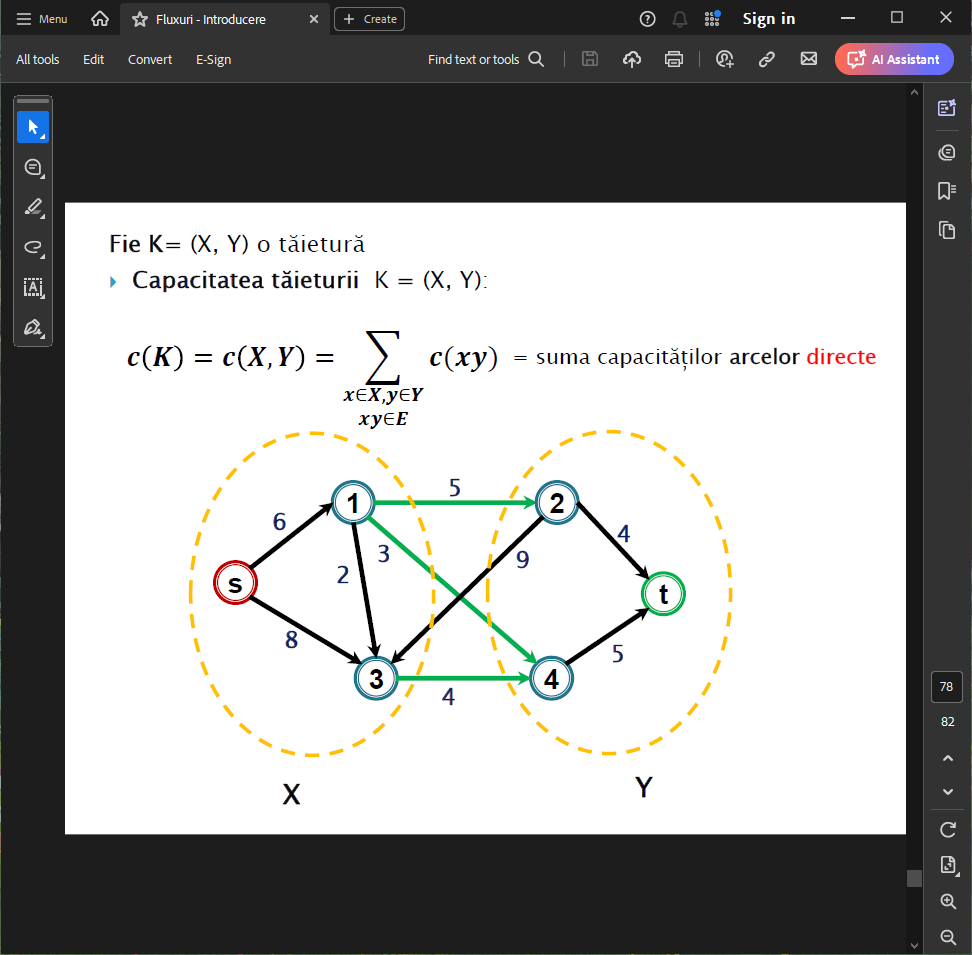 Menu
Fluxuri - Introducere
Create
Sign in
All tools
Edit
Convert
E-Sign
Find text or tools
AI Assistant
Fie K= (X, Y) o tăietură
Capacitatea tăieturii K = (X, Y):
c(K) = c(X,Y) = ∑ c(xy) = suma capacităților arcelor directe
x∈X,y∈Y
xy∈E
1
5
2
6
3
9
4
2
s
t
8
5
3
4
4
X
Y
78
82